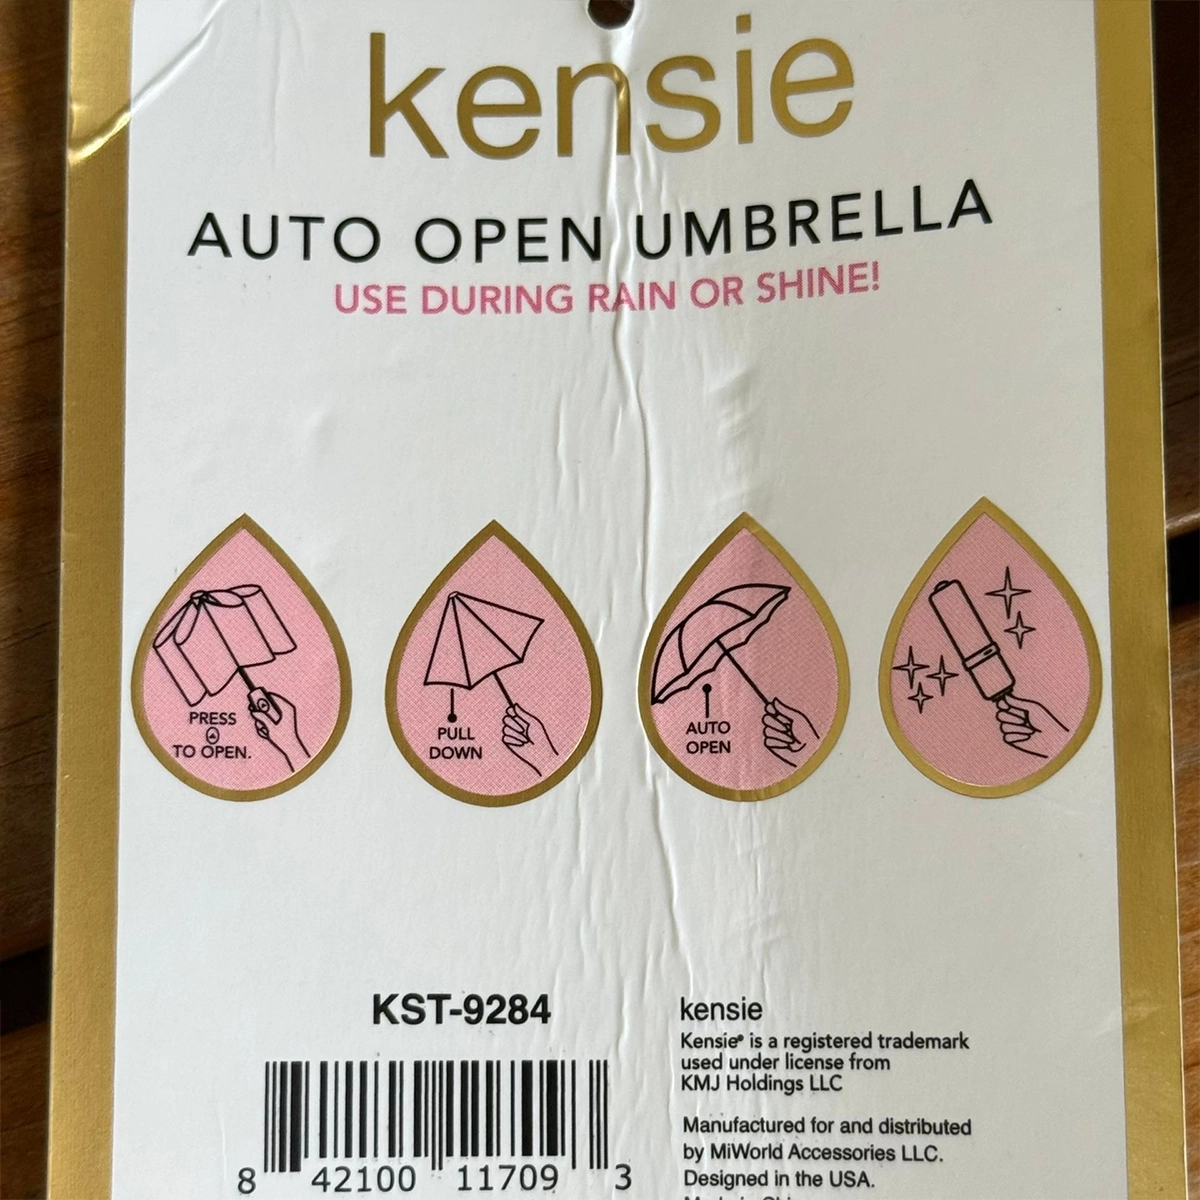 kensie
AUTO OPEN UMBRELLA
USE DURING RAIN OR SHINE!
PRESS
TO OPEN.
PULL
DOWN
AUTO
OPEN
KST-9284
8 42100 11709 3
kensie
Kensie® is a registered trademark
used under license from
KMJ Holdings LLC
Manufactured for and distributed
by MiWorld Accessories LLC.
Designed in the USA.